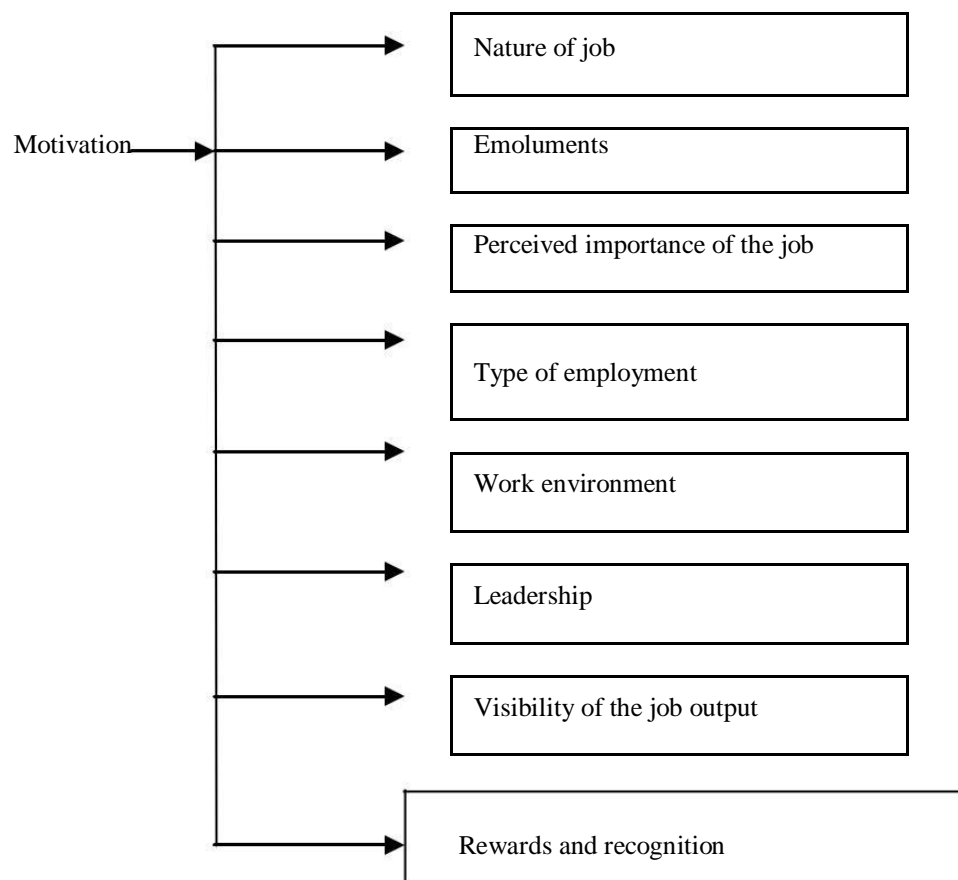 Nature of job
Motivation
Emoluments
Perceived importance of the job
Type of employment
Work environment
Leadership
Visibility of the job output
Rewards and recognition